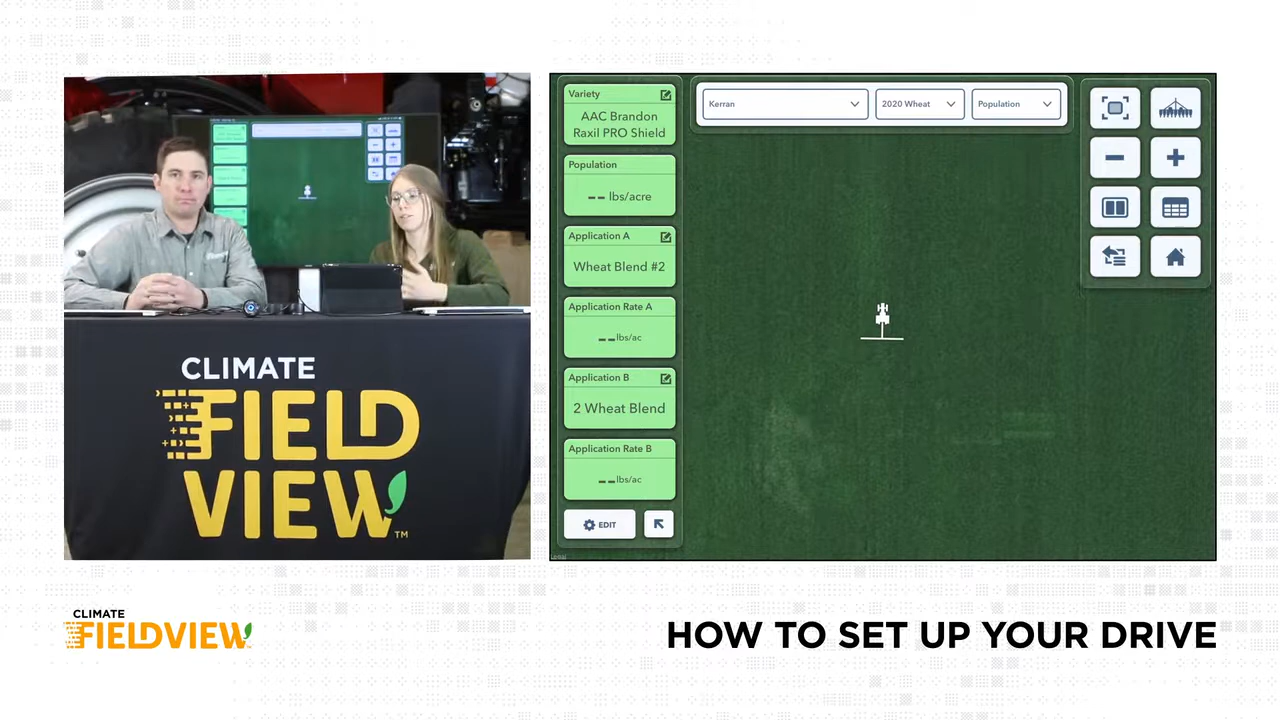 CLIMATE
FIELD
VIEW™
Variety
AAC Brandon
Raxil PRO Shield
Population
-- lbs/acre
Application A
Wheat Blend #2
Application Rate A
-- lbs/ac
Application B
2 Wheat Blend
Application Rate B
-- lbs/ac
EDIT
Legal
Kerran
2020 Wheat
Population
CLIMATE
FIELDVIEW
HOW TO SET UP YOUR DRIVE